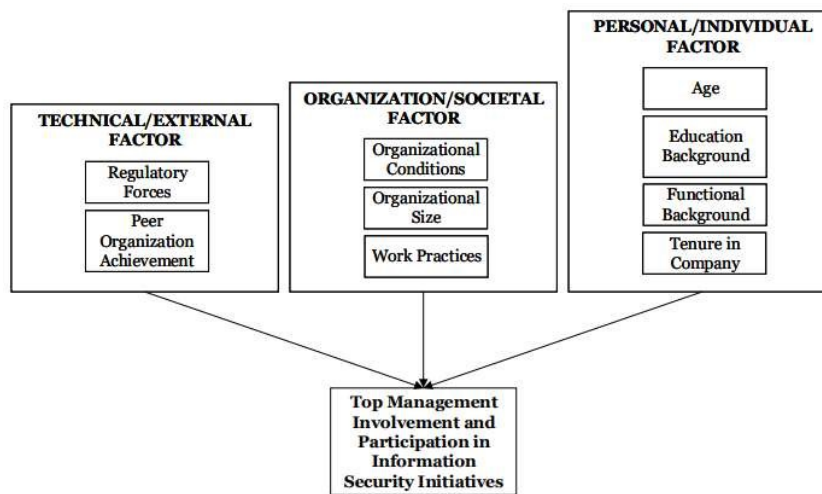 TECHNICAL/EXTERNAL
FACTOR
Regulatory
Forces
Peer
Organization
Achievement
ORGANIZATION/SOCIETAL
FACTOR
Organizational
Conditions
Organizational
Size
Work Practices
PERSONAL/INDIVIDUAL
FACTOR
Age
Education
Background
Functional
Background
Tenure in
Company
Top Management
Involvement and
Participation in
Information
Security Initiatives